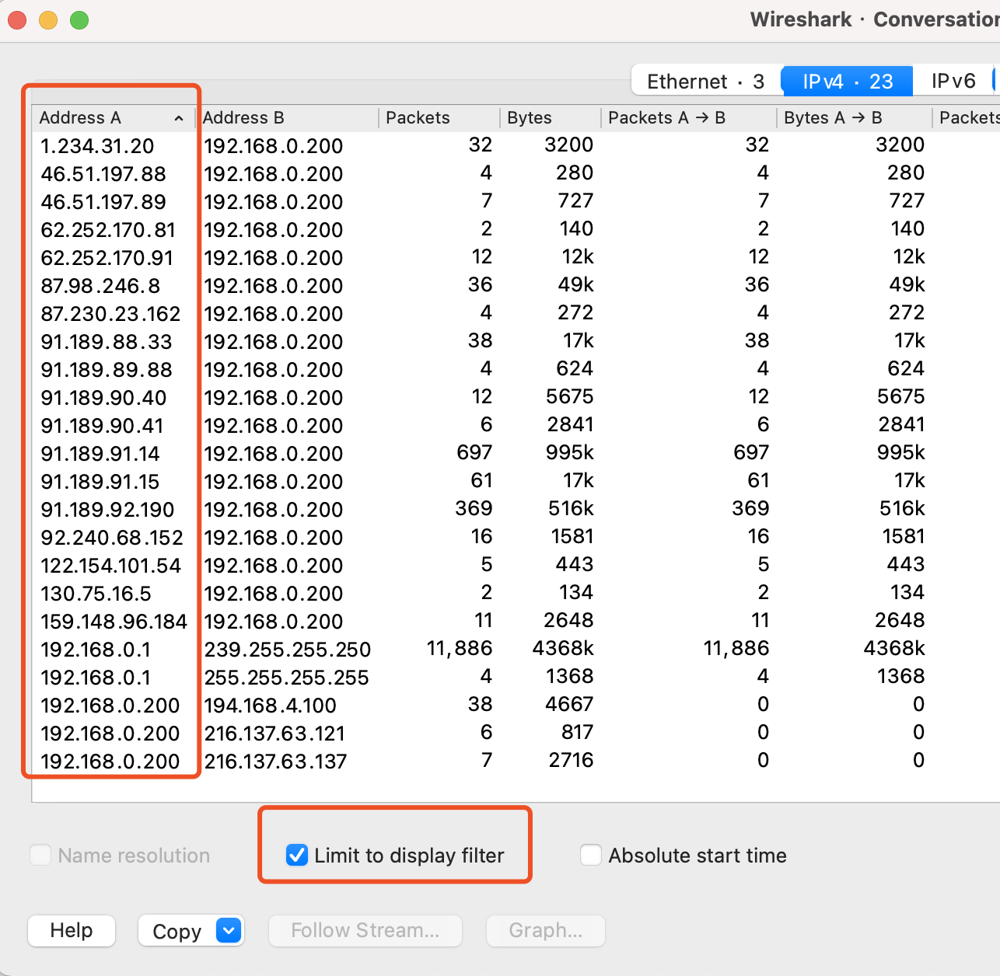 Wireshark · Conversation
Ethernet · 3 IPv4 · 23 IPv6
Address A Address B Packets Bytes Packets A → B Bytes A → B Packets
1.234.31.20 192.168.0.200 32 3200 32 3200
46.51.197.88 192.168.0.200 4 280 4 280
46.51.197.89 192.168.0.200 7 727 7 727
62.252.170.81 192.168.0.200 2 140 2 140
62.252.170.91 192.168.0.200 12 12k 12 12k
87.98.246.8 192.168.0.200 36 49k 36 49k
87.230.23.162 192.168.0.200 4 272 4 272
91.189.88.33 192.168.0.200 38 17k 38 17k
91.189.89.88 192.168.0.200 4 624 4 624
91.189.90.40 192.168.0.200 12 5675 12 5675
91.189.90.41 192.168.0.200 6 2841 6 2841
91.189.91.14 192.168.0.200 697 995k 697 995k
91.189.91.15 192.168.0.200 61 17k 61 17k
91.189.92.190 192.168.0.200 369 516k 369 516k
92.240.68.152 192.168.0.200 16 1581 16 1581
122.154.101.54 192.168.0.200 5 443 5 443
130.75.16.5 192.168.0.200 2 134 2 134
159.148.96.184 192.168.0.200 11 2648 11 2648
192.168.0.1 239.255.255.250 11,886 4368k 11,886 4368k
192.168.0.1 255.255.255.255 4 1368 4 1368
192.168.0.200 194.168.4.100 38 4667 0 0
192.168.0.200 216.137.63.121 6 817 0 0
192.168.0.200 216.137.63.137 7 2716 0 0
Name resolution Limit to display filter Absolute start time
Help Copy Follow Stream... Graph...